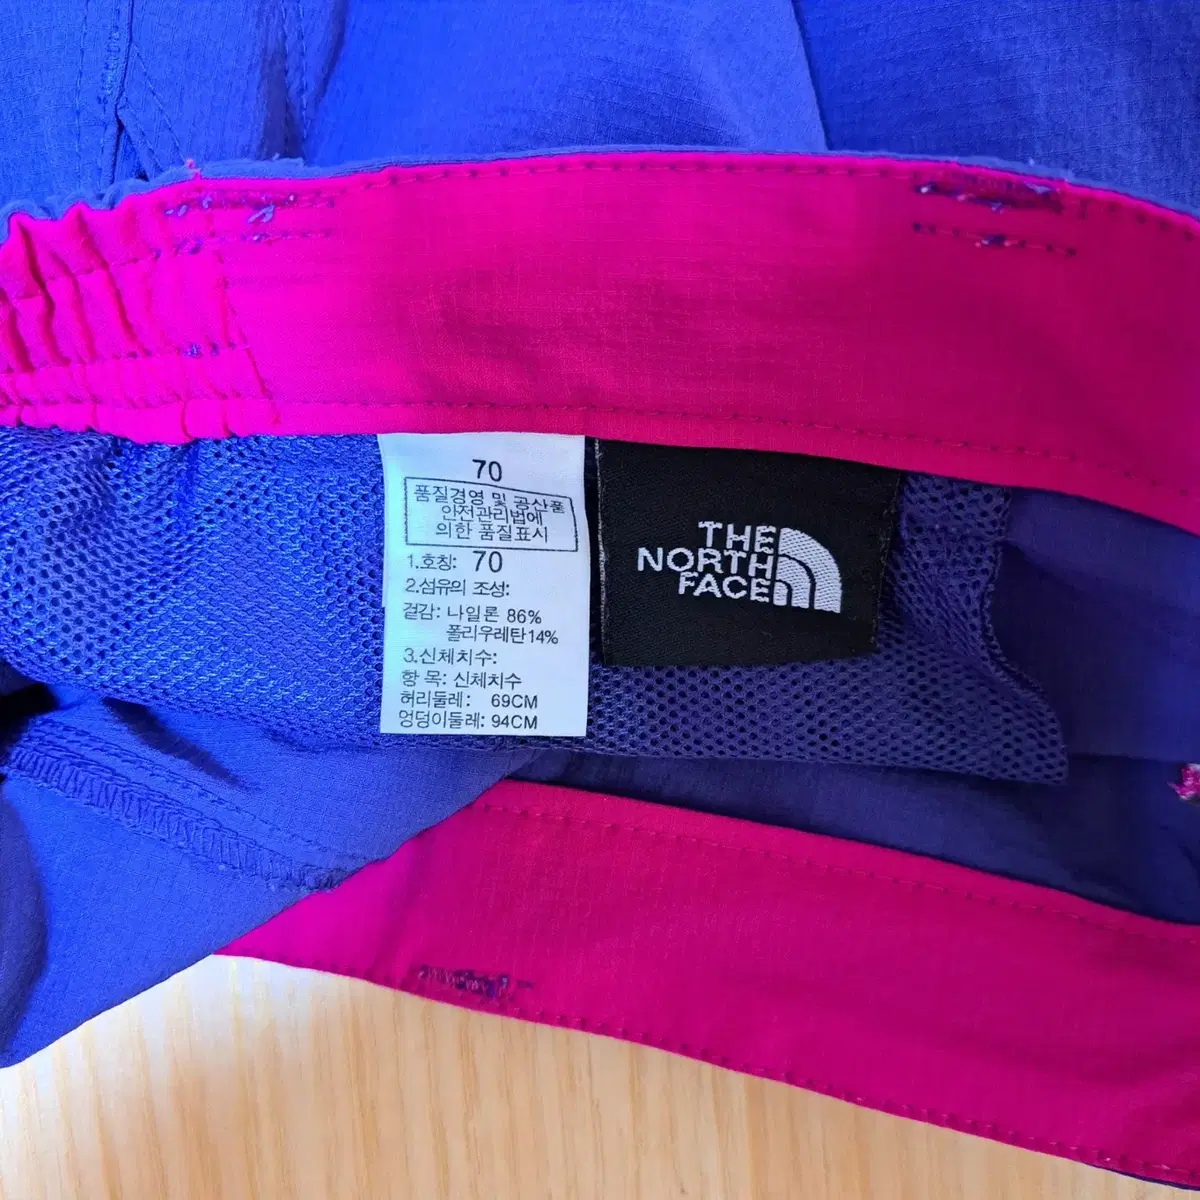 70
품질경영 및 공산품
안전관리법에
의한 품질표시
1.호칭: 70
2.섬유의 조성:
겉감: 나일론 86%
폴리우레탄14%
3.신체치수:
항 목: 신체치수
허리둘레: 69CM
엉덩이둘레: 94CM
THE
NORTH
FACE